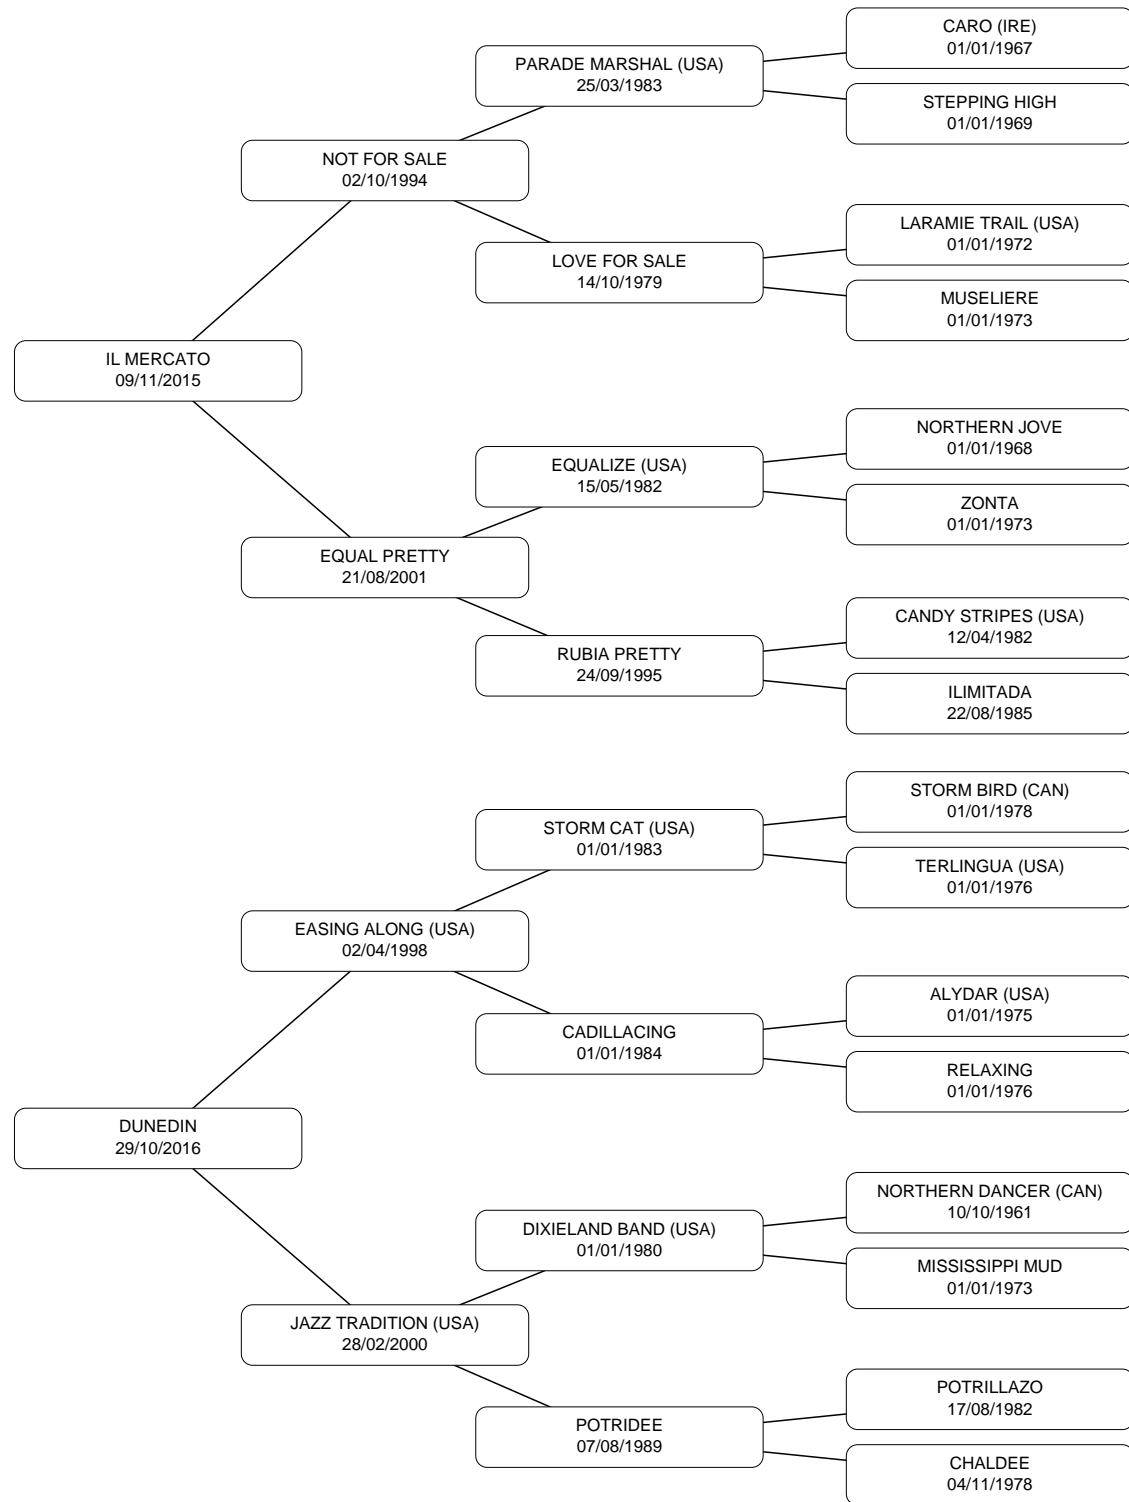 CARO (IRE)
01/01/1967
PARADE MARSHAL (USA)
25/03/1983
STEPPING HIGH
01/01/1969
NOT FOR SALE
02/10/1994
LARAMIE TRAIL (USA)
01/01/1972
LOVE FOR SALE
14/10/1979
MUSELIERE
01/01/1973
IL MERCATO
09/11/2015
NORTHERN JOVE
01/01/1968
EQUALIZE (USA)
15/05/1982
ZONTA
01/01/1973
EQUAL PRETTY
21/08/2001
CANDY STRIPES (USA)
12/04/1982
RUBIA PRETTY
24/09/1995
ILIMITADA
22/08/1985
STORM BIRD (CAN)
01/01/1978
STORM CAT (USA)
01/01/1983
TERLINGUA (USA)
01/01/1976
EASING ALONG (USA)
02/04/1998
ALYDAR (USA)
01/01/1975
CADILLACING
01/01/1984
RELAXING
01/01/1976
DUNEDIN
29/10/2016
NORTHERN DANCER (CAN)
10/10/1961
DIXIELAND BAND (USA)
01/01/1980
MISSISSIPPI MUD
01/01/1973
JAZZ TRADITION (USA)
28/02/2000
POTRILLAZO
17/08/1982
POTRIDEE
07/08/1989
CHALDEE
04/11/1978